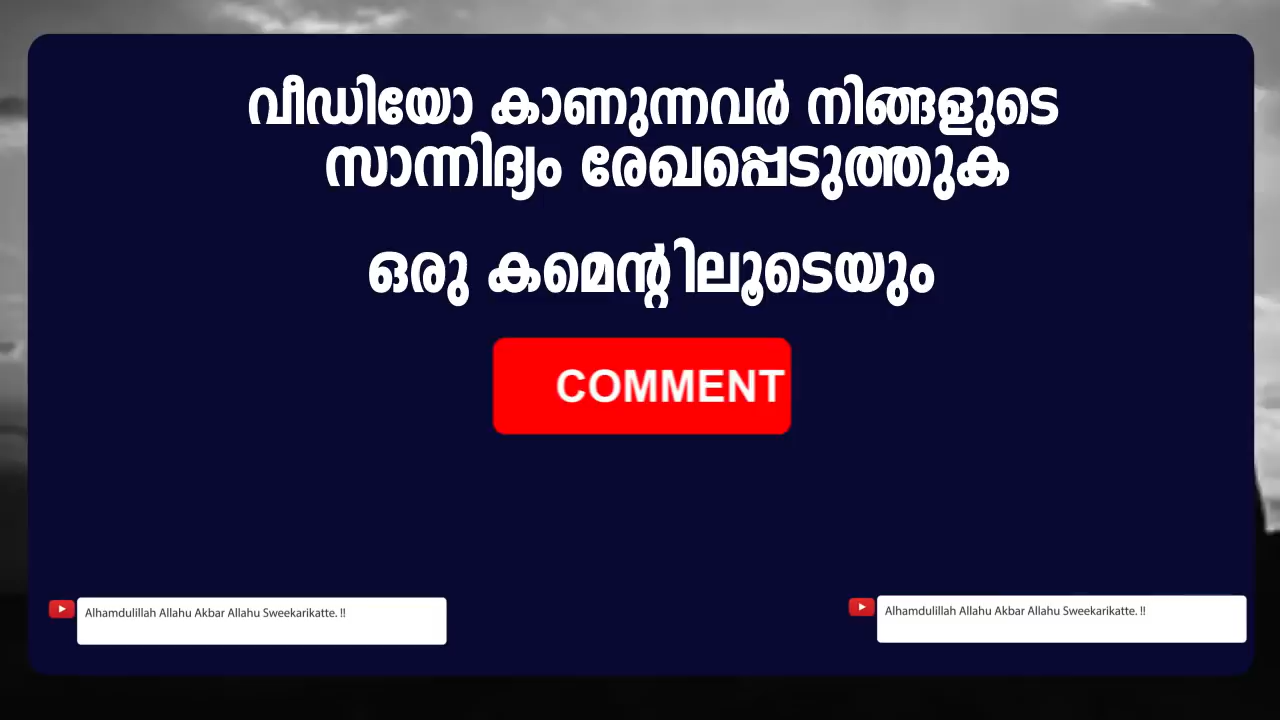 വീഡിയോ കാണുന്നവർ നിങ്ങളുടെ
സാന്നിദ്യം രേഖപ്പെടുത്തുക
ഒരു കമെന്റിലൂടെയും
COMMENT
Alhamdulillah Allahu Akbar Allahu Sweekarikatte. !!
Alhamdulillah Allahu Akbar Allahu Sweekarikatte. !!